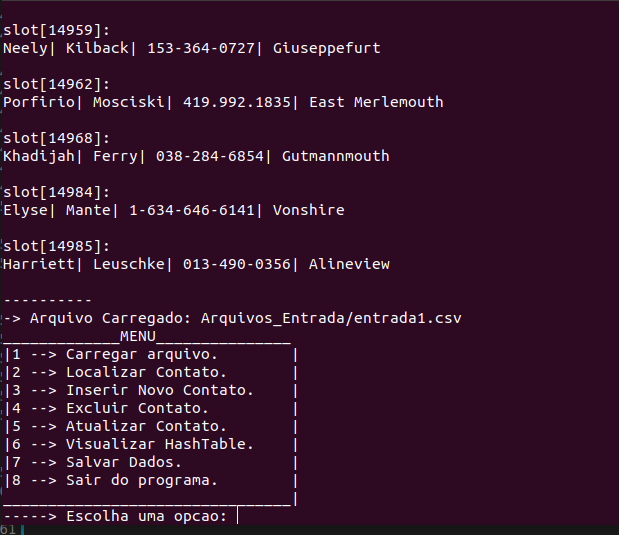 slot[14959]:
Neely| Kilback| 153-364-0727| Giuseppefurt
slot[14962]:
Porfirio| Mosciski| 419.992.1835| East Merlemouth
slot[14968]:
Khadijah| Ferry| 038-284-6854| Gutmannmouth
slot[14984]:
Elyse| Mante| 1-634-646-6141| Vonshire
slot[14985]:
Harriett| Leuschke| 013-490-0356| Alineview
----------
-> Arquivo Carregado: Arquivos_Entrada/entrada1.csv
_____________MENU_______________
|1 --> Carregar arquivo.        |
|2 --> Localizar Contato.       |
|3 --> Inserir Novo Contato.    |
|4 --> Excluir Contato.         |
|5 --> Atualizar Contato.       |
|6 --> Visualizar HashTable.    |
|7 --> Salvar Dados.            |
|8 --> Sair do programa.        |
________________________________|
-----> Escolha uma opcao:
61